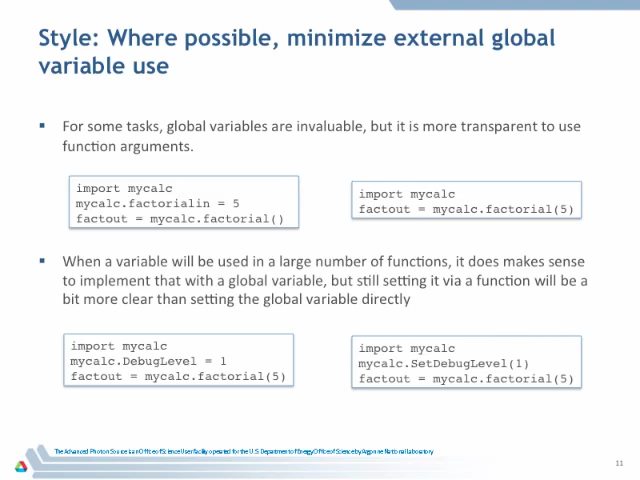 Style: Where possible, minimize external global
variable use
For some tasks, global variables are invaluable, but it is more transparent to use
function arguments.
import mycalc
mycalc.factorialin = 5
factout = mycalc.factorial()
import mycalc
factout = mycalc.factorial(5)
When a variable will be used in a large number of functions, it does makes sense
to implement that with a global variable, but still setting it via a function will be a
bit more clear than setting the global variable directly
import mycalc
mycalc.DebugLevel = 1
factout = mycalc.factorial(5)
import mycalc
mycalc.SetDebugLevel(1)
factout = mycalc.factorial(5)
The Advanced Photon Source is an Office of Science User Facility operated for the U.S. Department of Energy Office of Science by Argonne National Laboratory
11